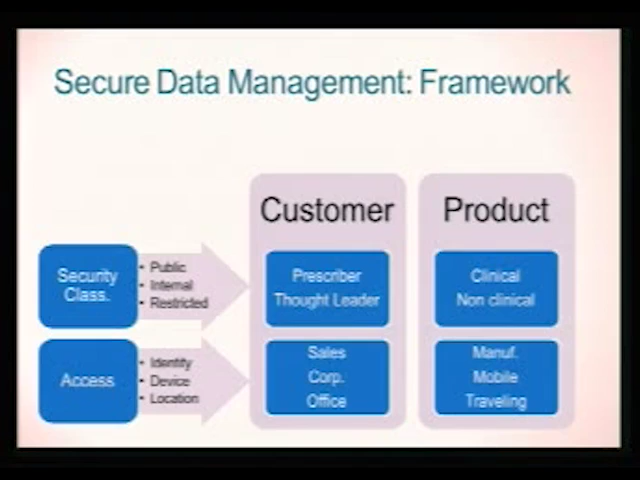 Secure Data Management: Framework
Customer
Product
Security
Class.
• Public
• Internal
• Restricted
Prescriber
Thought Leader
Clinical
Non clinical
Access
• Identity
• Device
• Location
Sales
Corp.
Office
Manuf.
Mobile
Traveling